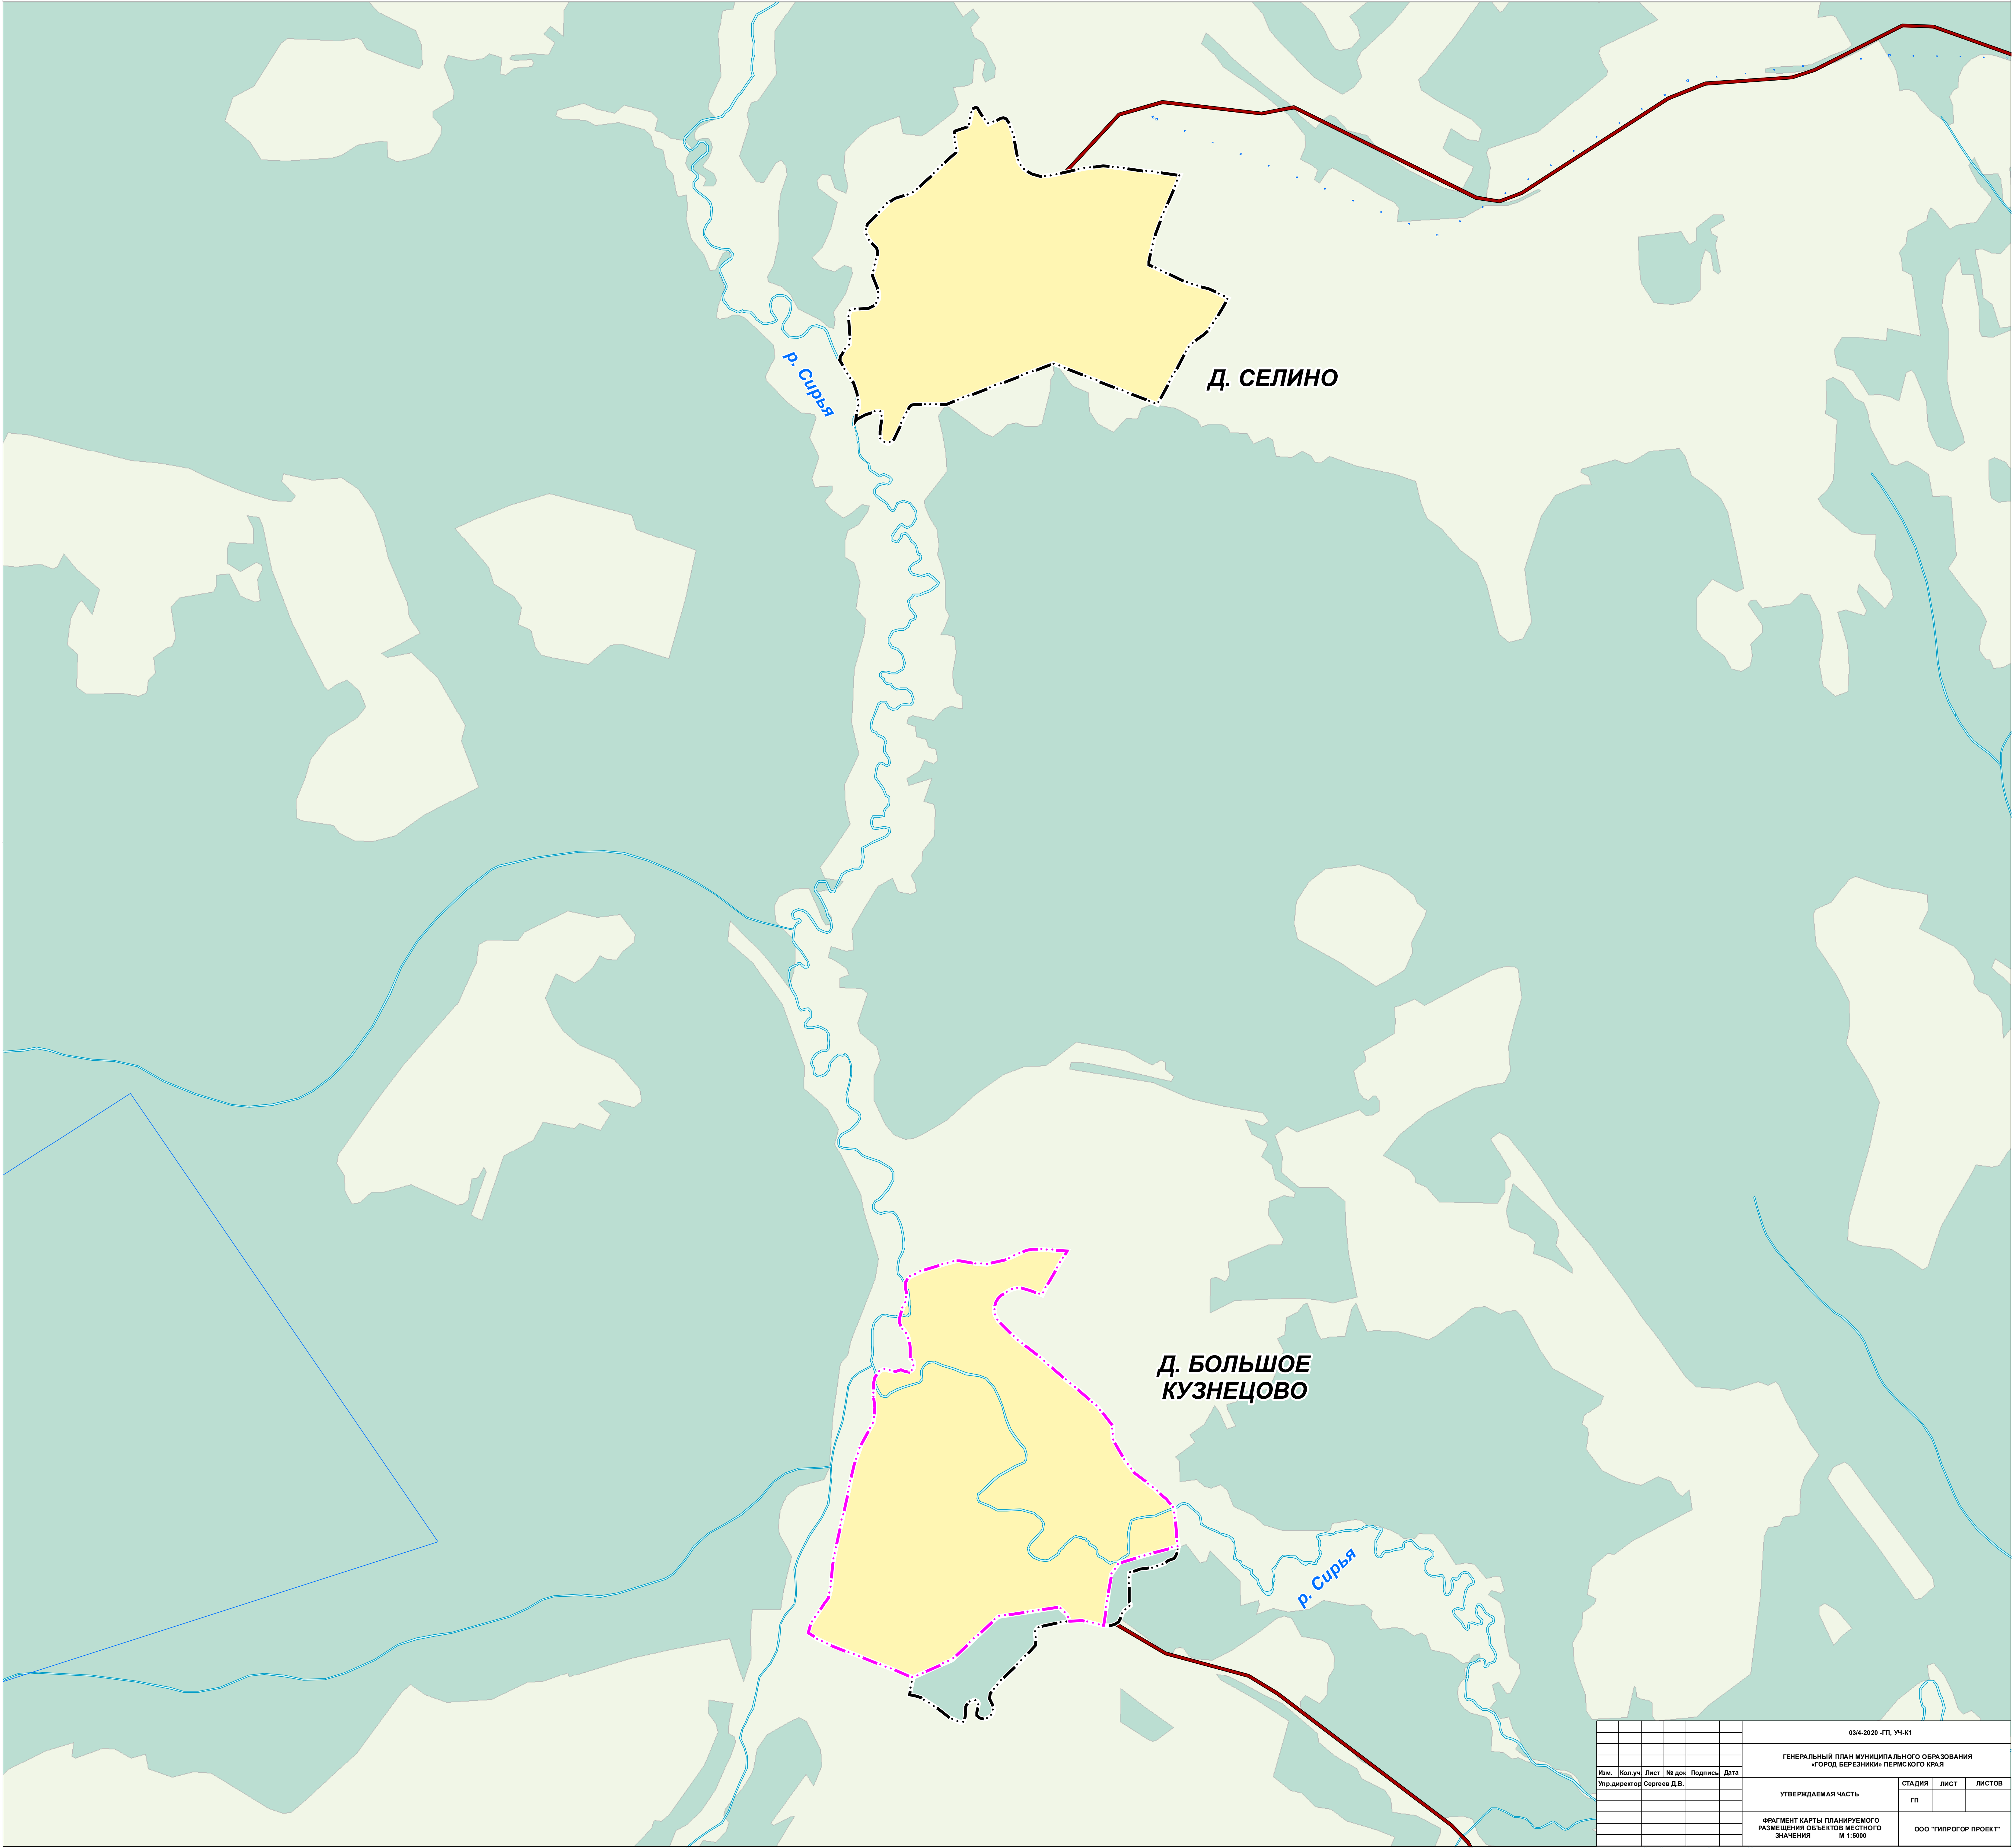 Д. СЕЛИНО
р. Сирья
Д. БОЛЬШОЕ
КУЗНЕЦОВО
р. Сирья
03/4-2020 -ГП, УЧ-К1
ГЕНЕРАЛЬНЫЙ ПЛАН МУНИЦИПАЛЬНОГО ОБРАЗОВАНИЯ
«ГОРОД БЕРЕЗНИКИ» ПЕРМСКОГО КРАЯ
Изм. Кол.уч. Лист № док Подпись Дата
Упр.директор Сергеев Д.В.
УТВЕРЖДАЕМАЯ ЧАСТЬ
СТАДИЯ ЛИСТ ЛИСТОВ
ГП
ФРАГМЕНТ КАРТЫ ПЛАНИРУЕМОГО
РАЗМЕЩЕНИЯ ОБЪЕКТОВ МЕСТНОГО
ЗНАЧЕНИЯ М 1:5000
ООО "ГИПРОГОР ПРОЕКТ"